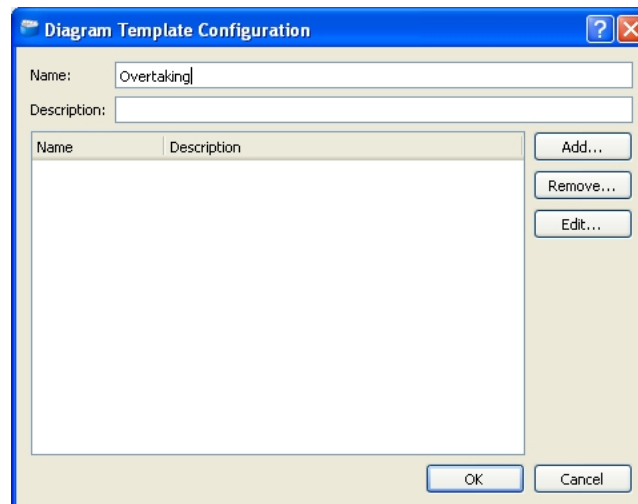 Diagram Template Configuration
Name: Overtaking
Description:
Name Description
Add...
Remove...
Edit...
OK Cancel